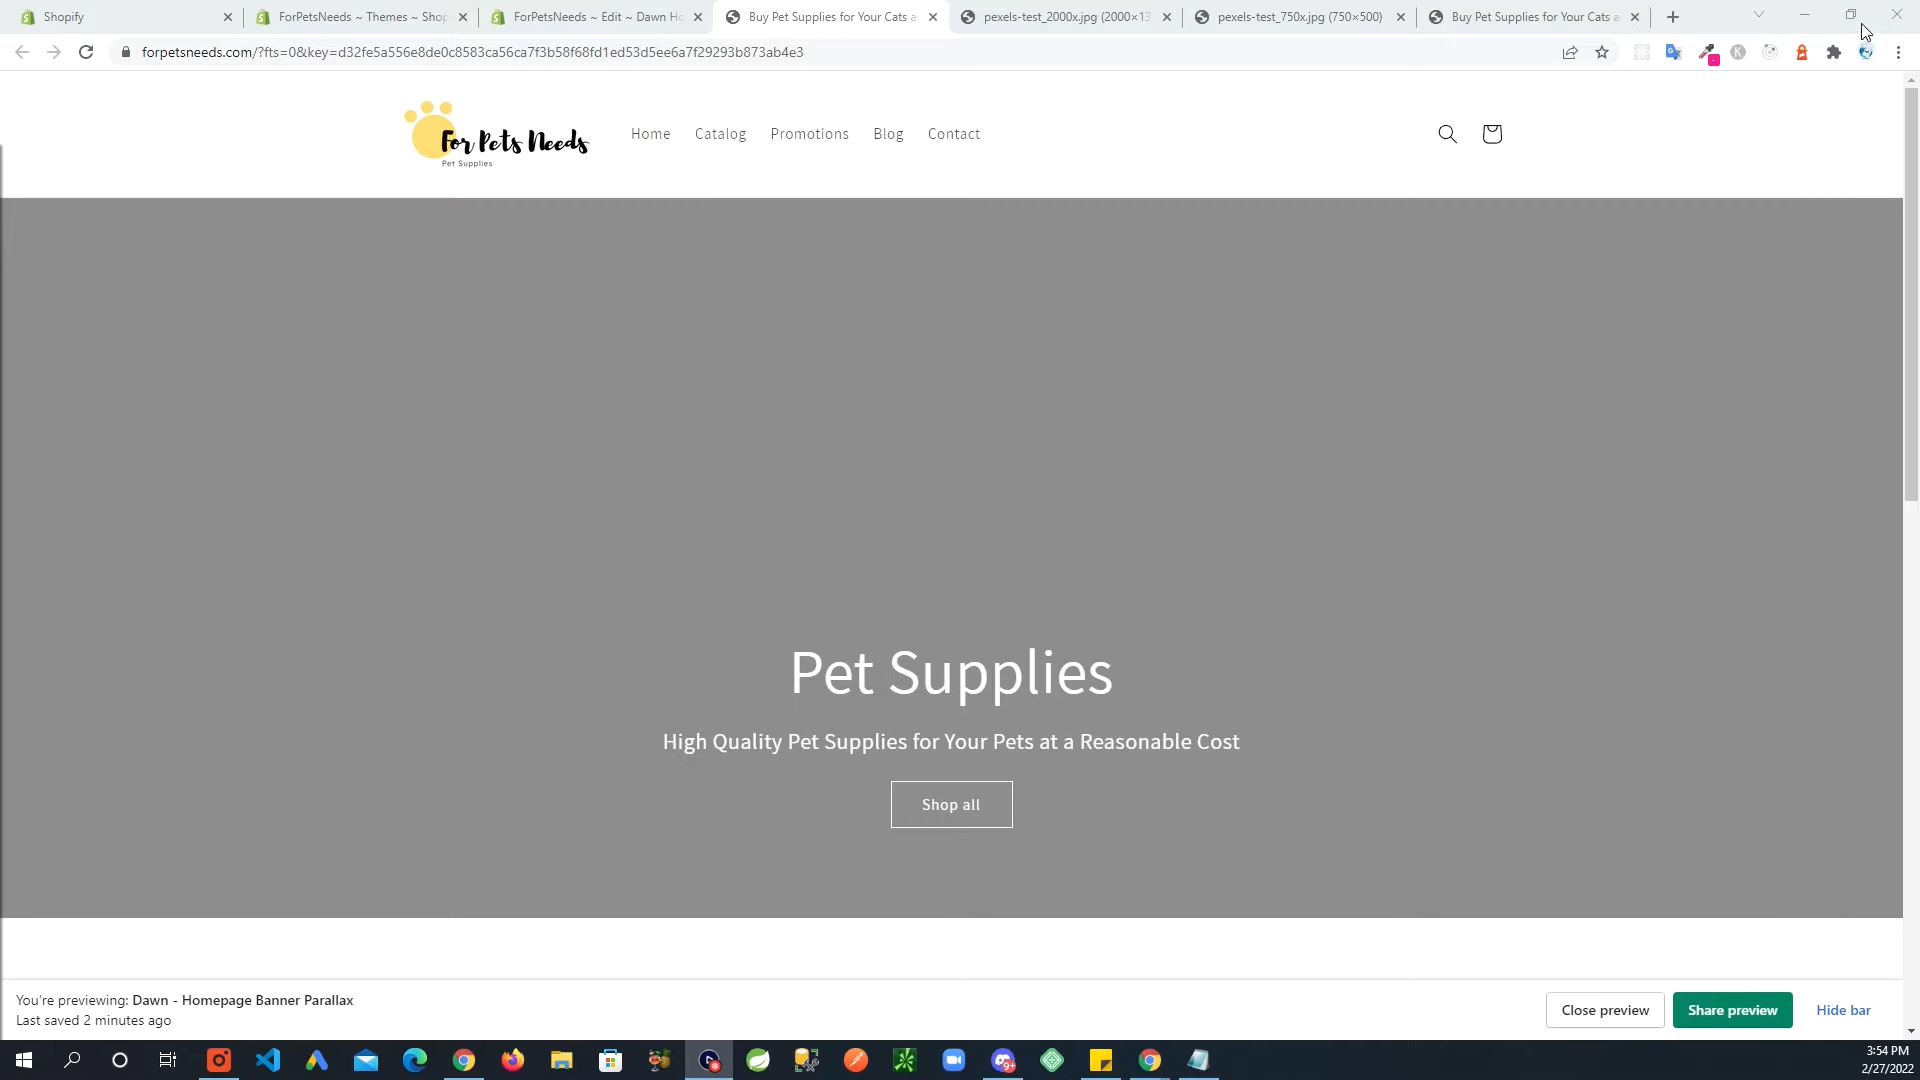 Shopify
ForPetsNeeds ~ Themes ~ Shop
ForPetsNeeds ~ Edit ~ Dawn Ho
Buy Pet Supplies for Your Cats a
pexels-test_2000x.jpg (2000×13
pexels-test_750x.jpg (750×500)
Buy Pet Supplies for Your Cats a
forpetsneeds.com/?fts=0&key=d32fe5a556e8de0c8583ca56ca7f3b58f68fd1ed53d5ee6a7f29293b873ab4e3
For Pets Needs
Pet Supplies
Home
Catalog
Promotions
Blog
Contact
Pet Supplies
High Quality Pet Supplies for Your Pets at a Reasonable Cost
Shop all
You're previewing: Dawn - Homepage Banner Parallax
Last saved 2 minutes ago
Close preview
Share preview
Hide bar
9+
3:54 PM
2/27/2022